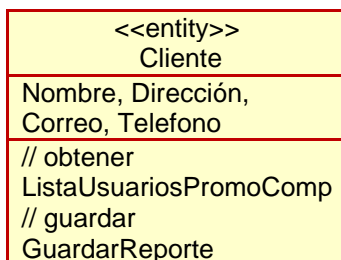 <<entity>>
Cliente
Nombre, Dirección,
Correo, Telefono
// obtener
ListaUsuariosPromoComp
// guardar
GuardarReporte